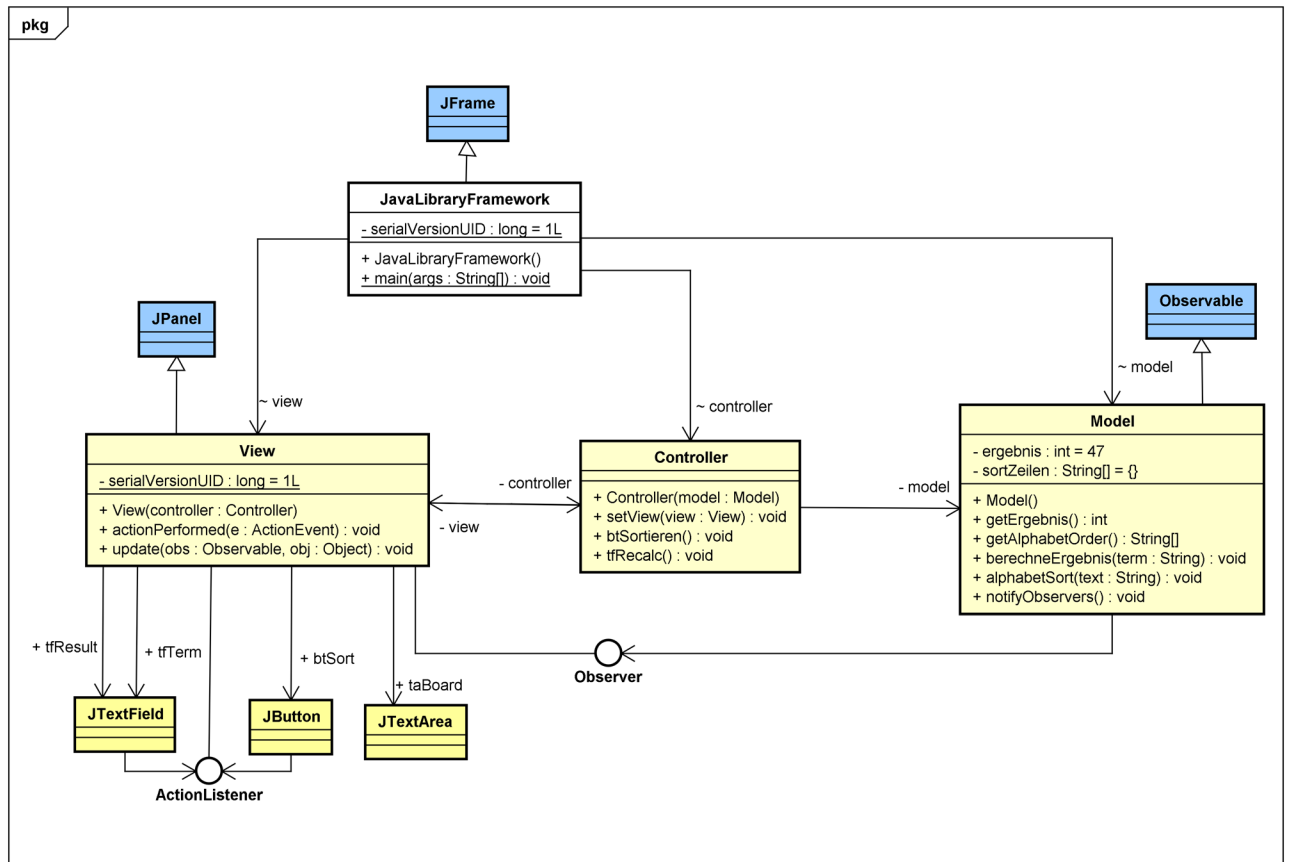 pkg
JFrame
JavaLibraryFramework
- serialVersionUID : long = 1L
+ JavaLibraryFramework()
+ main(args : String[]) : void
JPanel
Observable
~ view
~ controller
~ model
View
- serialVersionUID : long = 1L
+ View(controller : Controller)
+ actionPerformed(e : ActionEvent) : void
+ update(obs : Observable, obj : Object) : void
- controller
- view
Controller
+ Controller(model : Model)
+ setView(view : View) : void
+ btSortieren() : void
+ tfRecalc() : void
- model
Model
- ergebnis : int = 47
- sortZeilen : String[] = {}
+ Model()
+ getErgebnis() : int
+ getAlphabetOrder() : String[]
+ berechneErgebnis(term : String) : void
+ alphabetSort(text : String) : void
+ notifyObservers() : void
+ tfResult
+ tfTerm
+ btSort
+ taBoard
Observer
JTextField
JButton
JTextArea
ActionListener